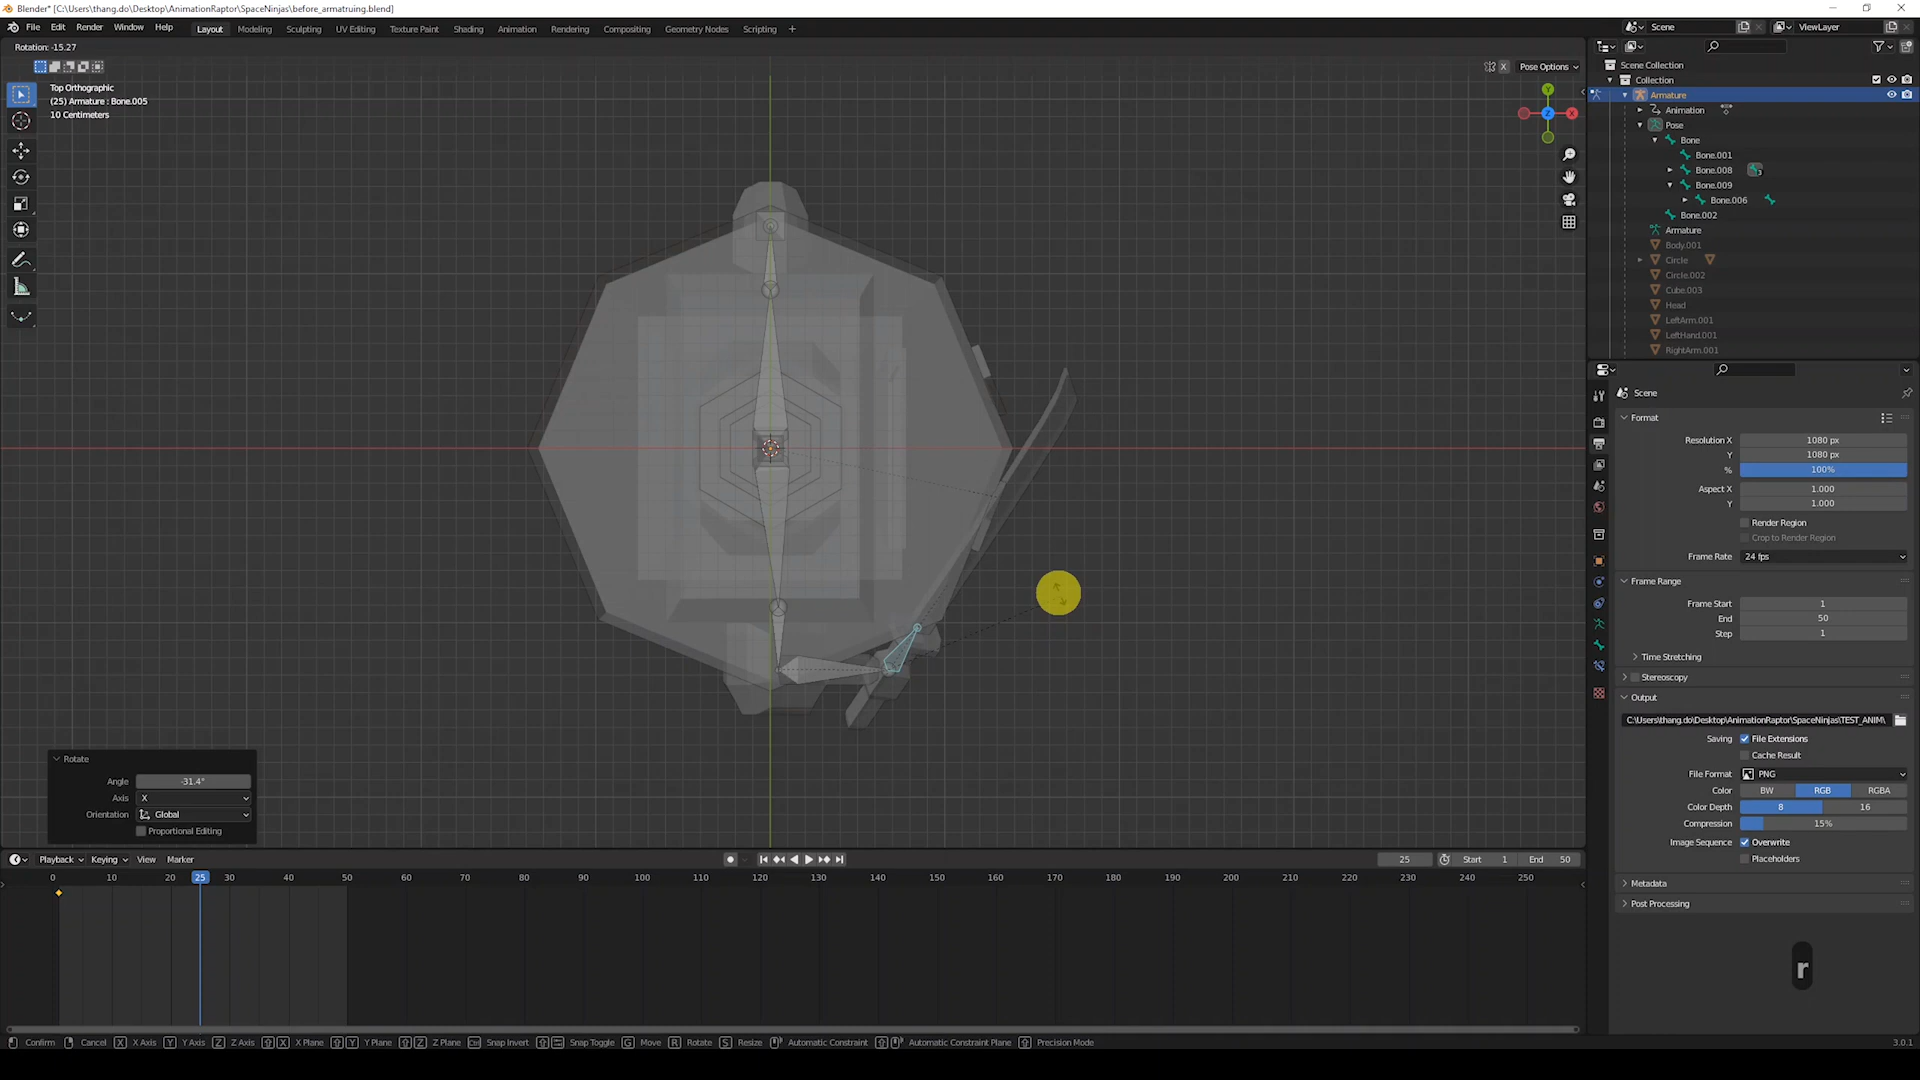 Blender* [C:\Users\thang.do\Desktop\AnimationRaptor\SpaceNinjas\before_armatruing.blend]
File Edit Render Window Help Layout Modeling Sculpting UV Editing Texture Paint Shading Animation Rendering Compositing Geometry Nodes Scripting +
Scene ViewLayer
Rotation: -15.27
X Pose Options
Top Orthographic
(25) Armature : Bone.005
10 Centimeters
Y
Z
X
Scene Collection
Collection
Armature
Animation
Pose
Bone
Bone.001
Bone.008
Bone.009
Bone.006
Bone.002
Armature
Body.001
Circle
Circle.002
Cube.003
Head
LeftArm.001
LeftHand.001
RightArm.001
Scene
Format
Resolution X 1080 px
Y 1080 px
% 100%
Aspect X 1.000
Y 1.000
Render Region
Crop to Render Region
Frame Rate 24 fps
Frame Range
Frame Start 1
End 50
Step 1
Time Stretching
Stereoscopy
Output
C:\Users\thang.do\Desktop\AnimationRaptor\SpaceNinjas\TEST_ANIM\
Saving File Extensions
Cache Result
File Format PNG
Color BW RGB RGBA
Color Depth 8 16
Compression 15%
Image Sequence Overwrite
Placeholders
Metadata
Post Processing
Rotate
Angle -31.4°
Axis X
Orientation Global
Proportional Editing
Playback Keying View Marker
25 Start 1 End 50
0 10 20 25 30 40 50 60 70 80 90 100 110 120 130 140 150 160 170 180 190 200 210 220 230 240 250
r
Confirm Cancel X X Axis Y Y Axis Z Z Axis X X Plane Y Y Plane Z Z Plane Snap Invert Snap Toggle G Move R Rotate S Resize Automatic Constraint Automatic Constraint Plane Precision Mode
3.0.1